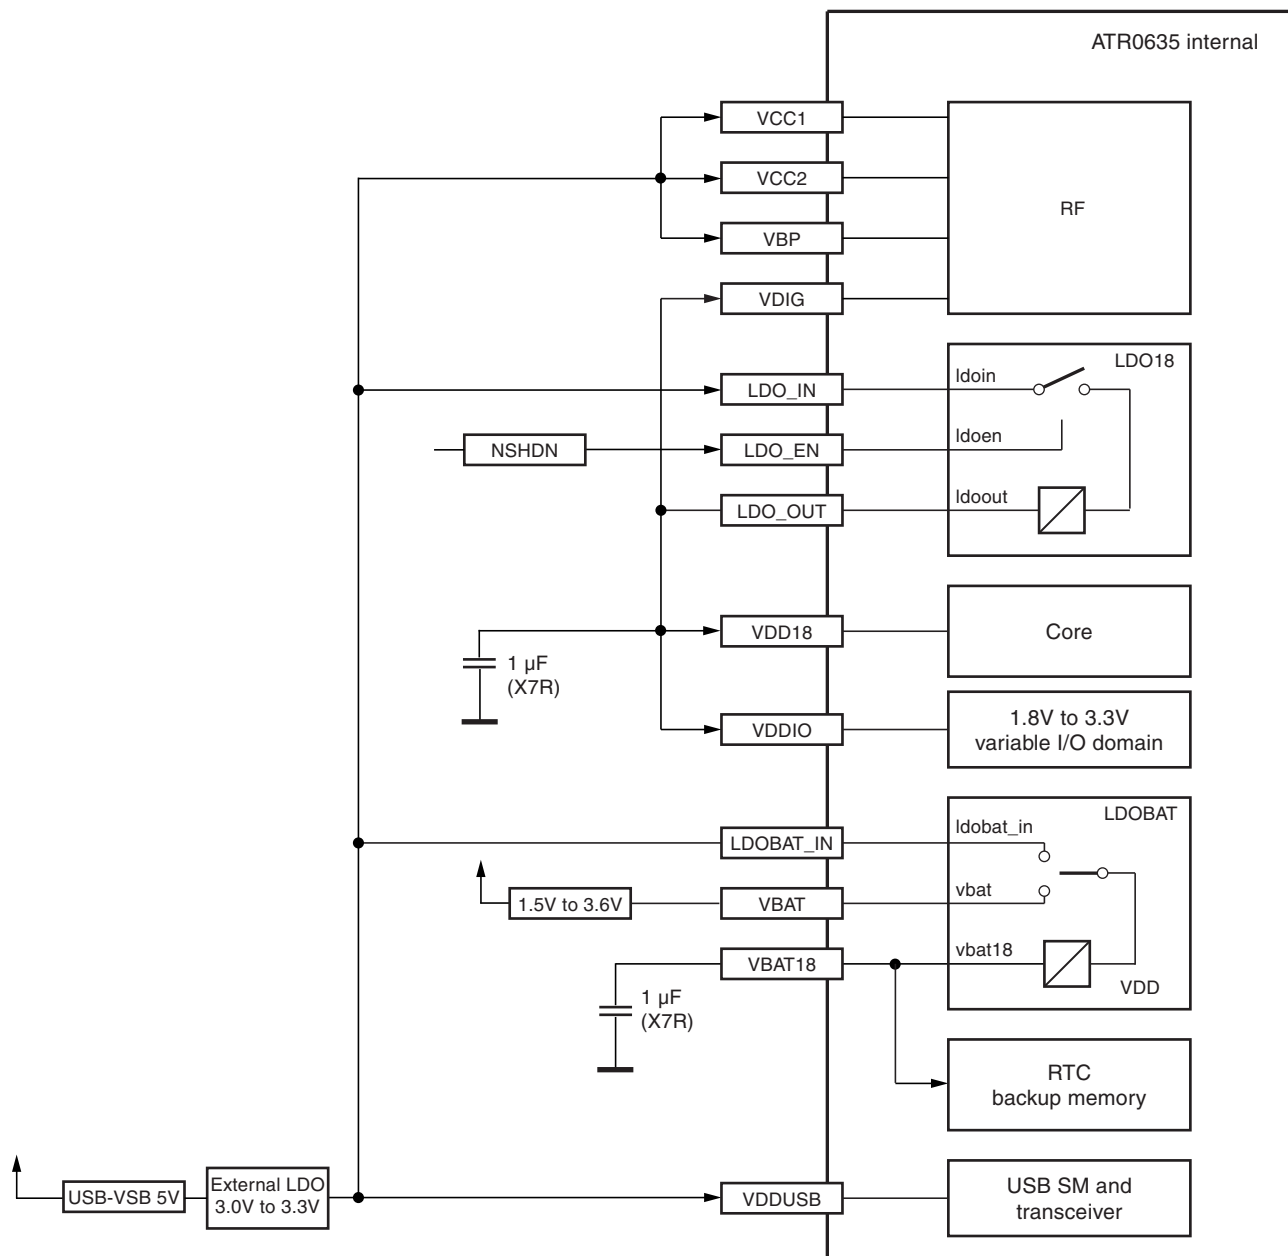 ATR0635 internal
VCC1
VCC2
RF
VBP
VDIG
LDO18
ldoin
LDO_IN
ldoen
NSHDN
LDO_EN
ldoout
LDO_OUT
VDD18
Core
1 µF
(X7R)
1.8V to 3.3V
variable I/O domain
VDDIO
LDOBAT
ldobat_in
LDOBAT_IN
vbat
1.5V to 3.6V
VBAT
vbat18
VBAT18
VDD
1 µF
(X7R)
RTC
backup memory
USB-VSB 5V
External LDO
3.0V to 3.3V
VDDUSB
USB SM and
transceiver